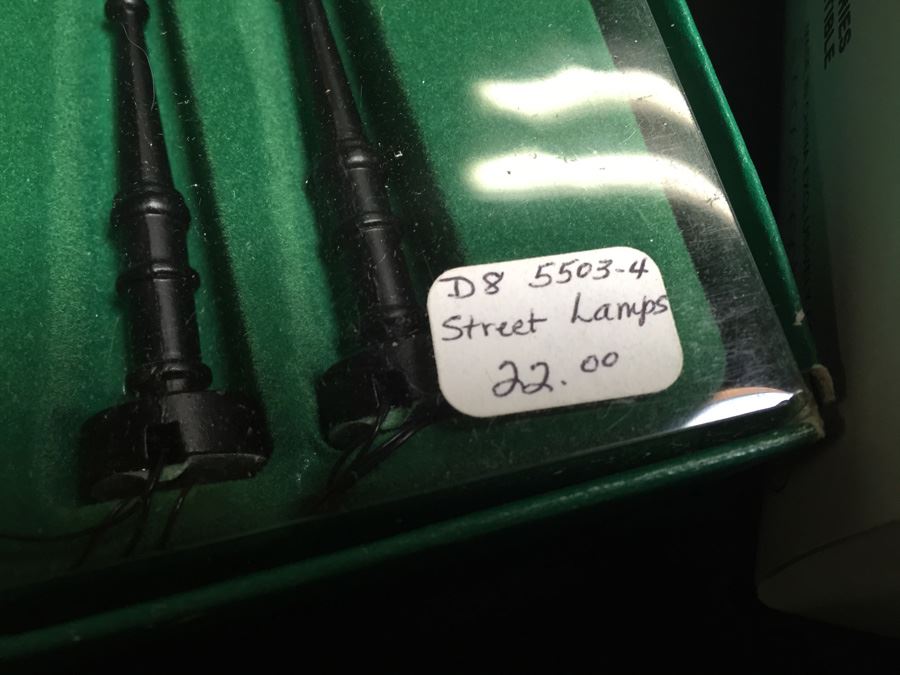 D8 5503-4
Street Lamps
22.00